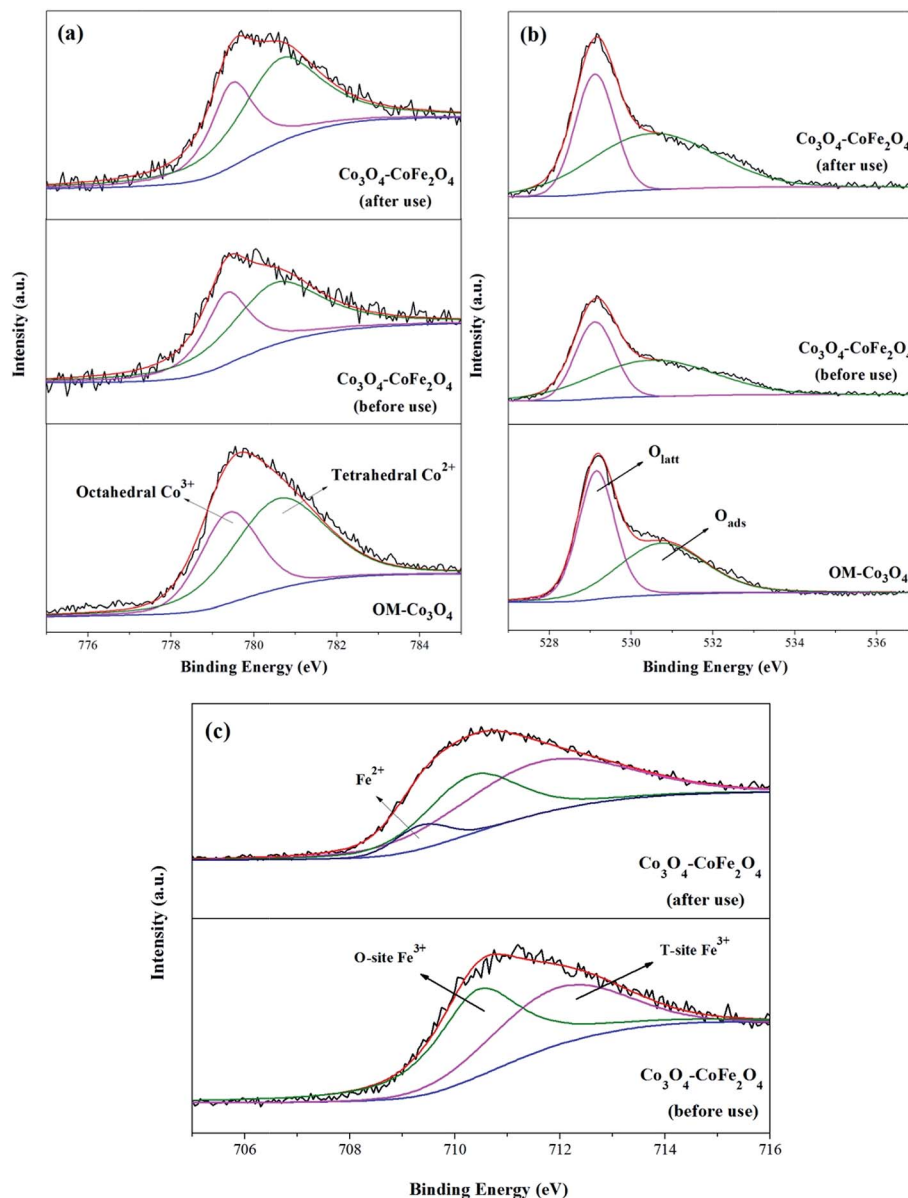 (a)
Co₃O₄-CoFe₂O₄
(after use)
Co₃O₄-CoFe₂O₄
(before use)
Octahedral Co³⁺
Tetrahedral Co²⁺
OM-Co₃O₄
Intensity (a.u.)
776 778 780 782 784
Binding Energy (eV)
(b)
Co₃O₄-CoFe₂O₄
(after use)
Co₃O₄-CoFe₂O₄
(before use)
O_latt
O_ads
OM-Co₃O₄
Intensity (a.u.)
528 530 532 534 536
Binding Energy (eV)
(c)
Fe²⁺
Co₃O₄-CoFe₂O₄
(after use)
O-site Fe³⁺
T-site Fe³⁺
Co₃O₄-CoFe₂O₄
(before use)
Intensity (a.u.)
706 708 710 712 714 716
Binding Energy (eV)